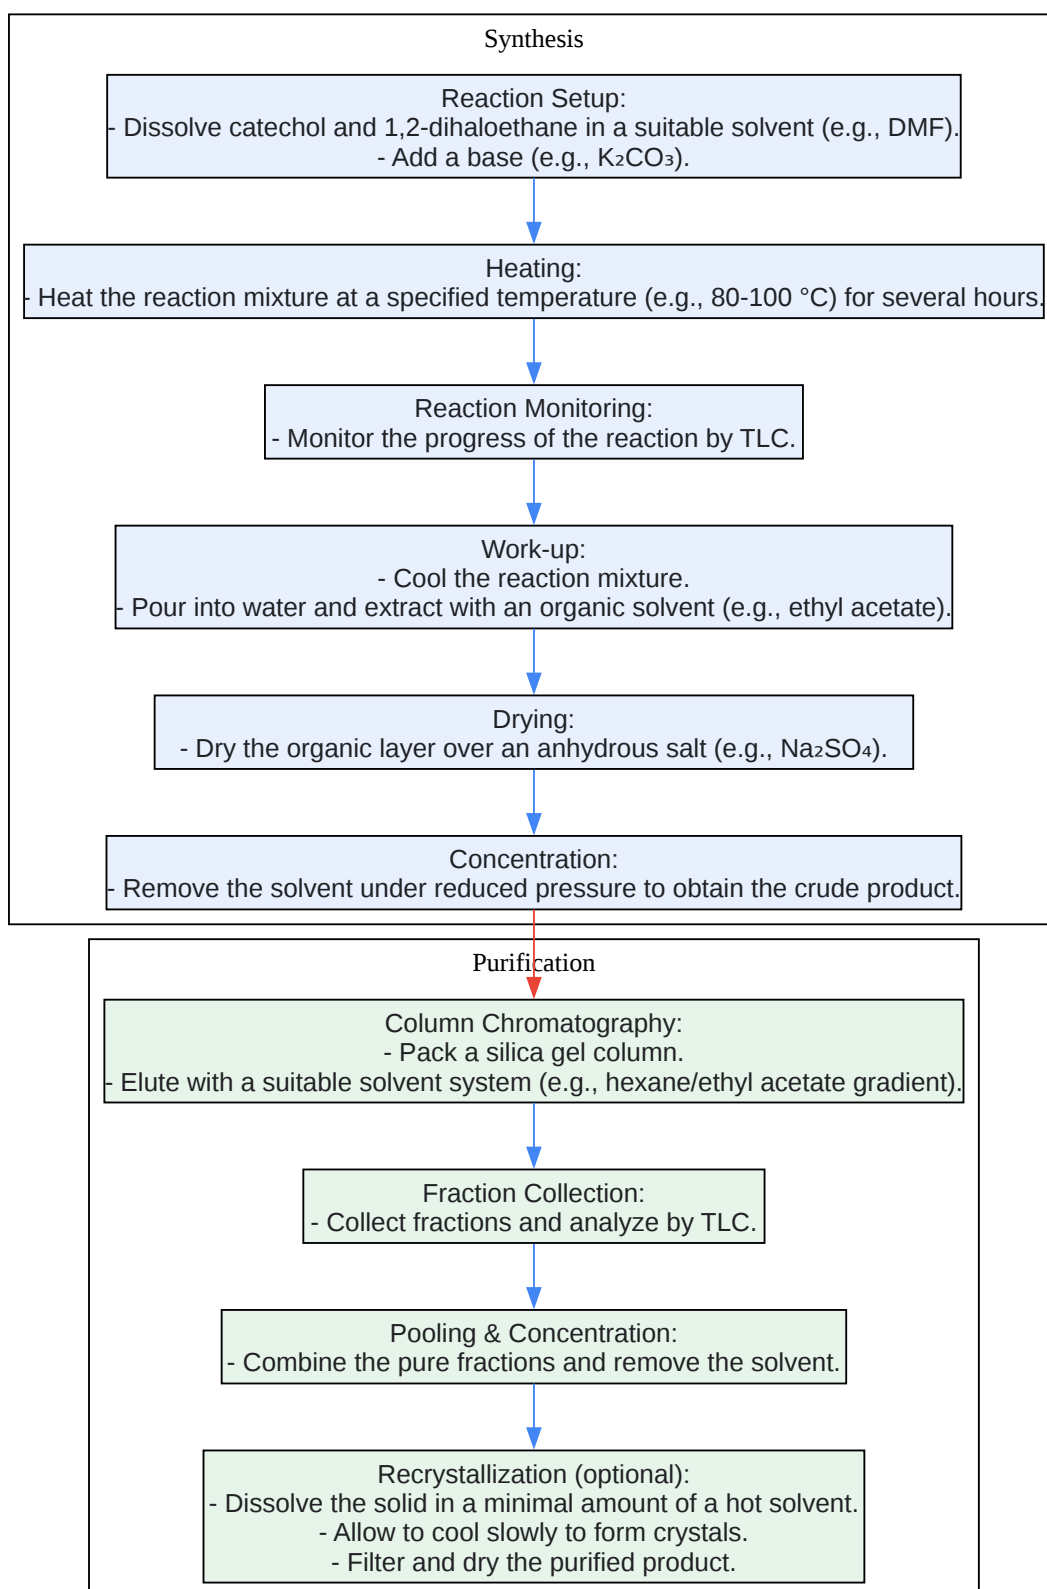 Synthesis
Reaction Setup:
- Dissolve catechol and 1,2-dihaloethane in a suitable solvent (e.g., DMF).
- Add a base (e.g., K₂CO₃).
Heating:
- Heat the reaction mixture at a specified temperature (e.g., 80-100 °C) for several hours.
Reaction Monitoring:
- Monitor the progress of the reaction by TLC.
Work-up:
- Cool the reaction mixture.
- Pour into water and extract with an organic solvent (e.g., ethyl acetate).
Drying:
- Dry the organic layer over an anhydrous salt (e.g., Na₂SO₄).
Concentration:
- Remove the solvent under reduced pressure to obtain the crude product.
Purification
Column Chromatography:
- Pack a silica gel column.
- Elute with a suitable solvent system (e.g., hexane/ethyl acetate gradient).
Fraction Collection:
- Collect fractions and analyze by TLC.
Pooling & Concentration:
- Combine the pure fractions and remove the solvent.
Recrystallization (optional):
- Dissolve the solid in a minimal amount of a hot solvent.
- Allow to cool slowly to form crystals.
- Filter and dry the purified product.